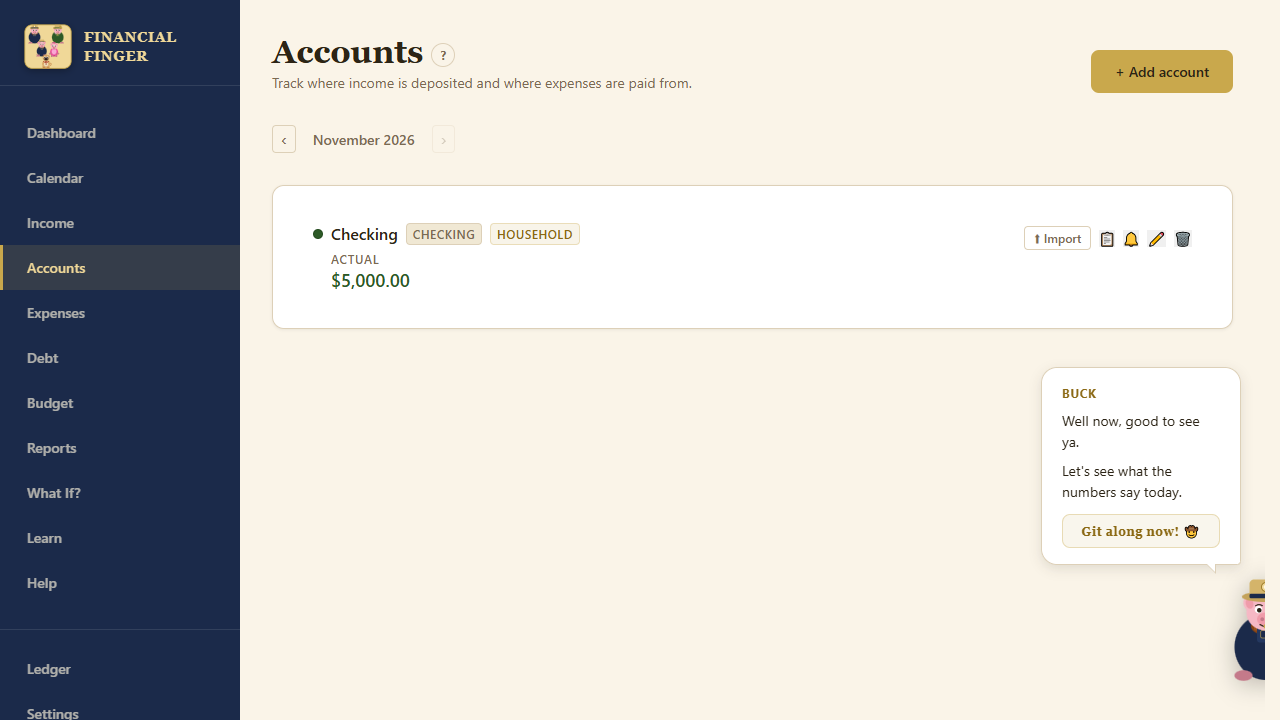 FINANCIAL
FINGER
Dashboard
Calendar
Income
Accounts
Expenses
Debt
Budget
Reports
What If?
Learn
Help
Ledger
Settings
Accounts ?
Track where income is deposited and where expenses are paid from.
+ Add account
‹ November 2026 ›
Checking CHECKING HOUSEHOLD
ACTUAL
$5,000.00
⬆ Import
BUCK
Well now, good to see
ya.
Let's see what the
numbers say today.
Git along now! 🤠